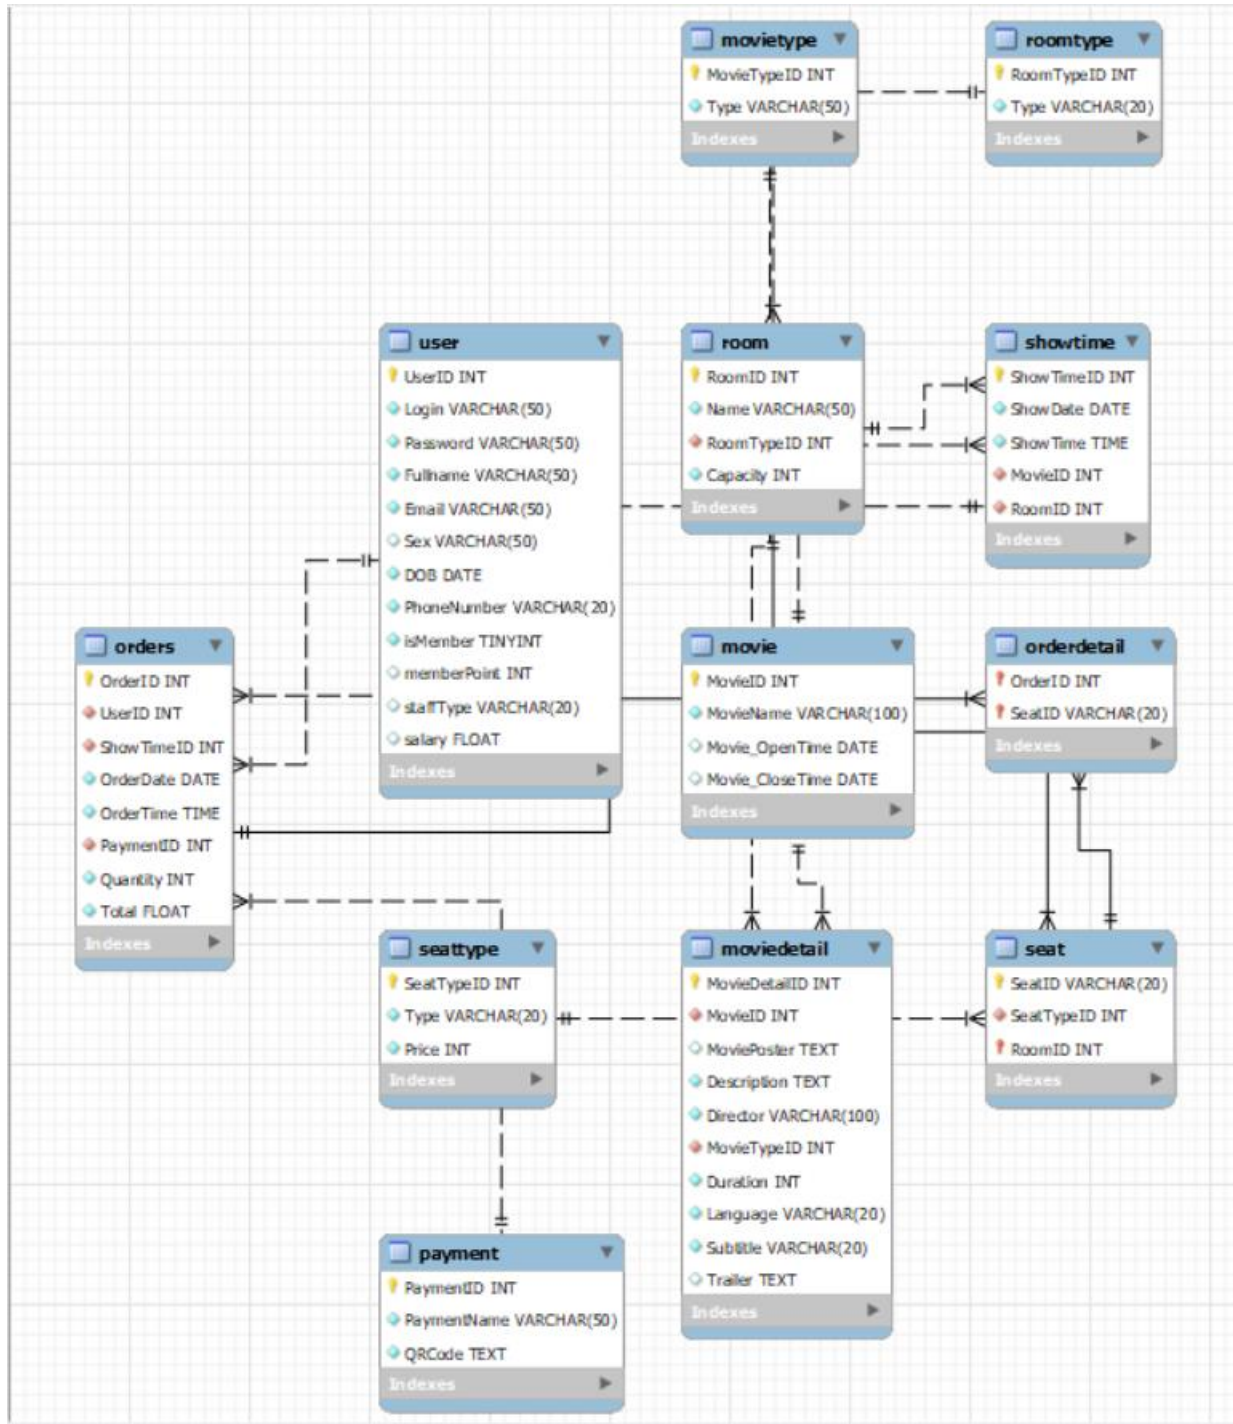 movietype
MovieTypeID INT
Type VARCHAR(50)
Indexes
roomtype
RoomTypeID INT
Type VARCHAR(20)
Indexes
user
UserID INT
Login VARCHAR(50)
Password VARCHAR(50)
Fullname VARCHAR(50)
Email VARCHAR(50)
Sex VARCHAR(50)
DOB DATE
PhoneNumber VARCHAR(20)
isMember TINYINT
memberPoint INT
staffType VARCHAR(20)
salary FLOAT
Indexes
room
RoomID INT
Name VARCHAR(50)
RoomTypeID INT
Capacity INT
Indexes
showtime
ShowTimeID INT
ShowDate DATE
ShowTime TIME
MovieID INT
RoomID INT
Indexes
orders
OrderID INT
UserID INT
ShowTimeID INT
OrderDate DATE
OrderTime TIME
PaymentID INT
Quantity INT
Total FLOAT
Indexes
movie
MovieID INT
MovieName VARCHAR(100)
Movie_OpenTime DATE
Movie_CloseTime DATE
Indexes
orderdetail
OrderID INT
SeatID VARCHAR(20)
Indexes
seattype
SeatTypeID INT
Type VARCHAR(20)
Price INT
Indexes
moviedetail
MovieDetailID INT
MovieID INT
MoviePoster TEXT
Description TEXT
Director VARCHAR(100)
MovieTypeID INT
Duration INT
Language VARCHAR(20)
Subtitle VARCHAR(20)
Trailer TEXT
Indexes
seat
SeatID VARCHAR(20)
SeatTypeID INT
RoomID INT
Indexes
payment
PaymentID INT
PaymentName VARCHAR(50)
QRCode TEXT
Indexes